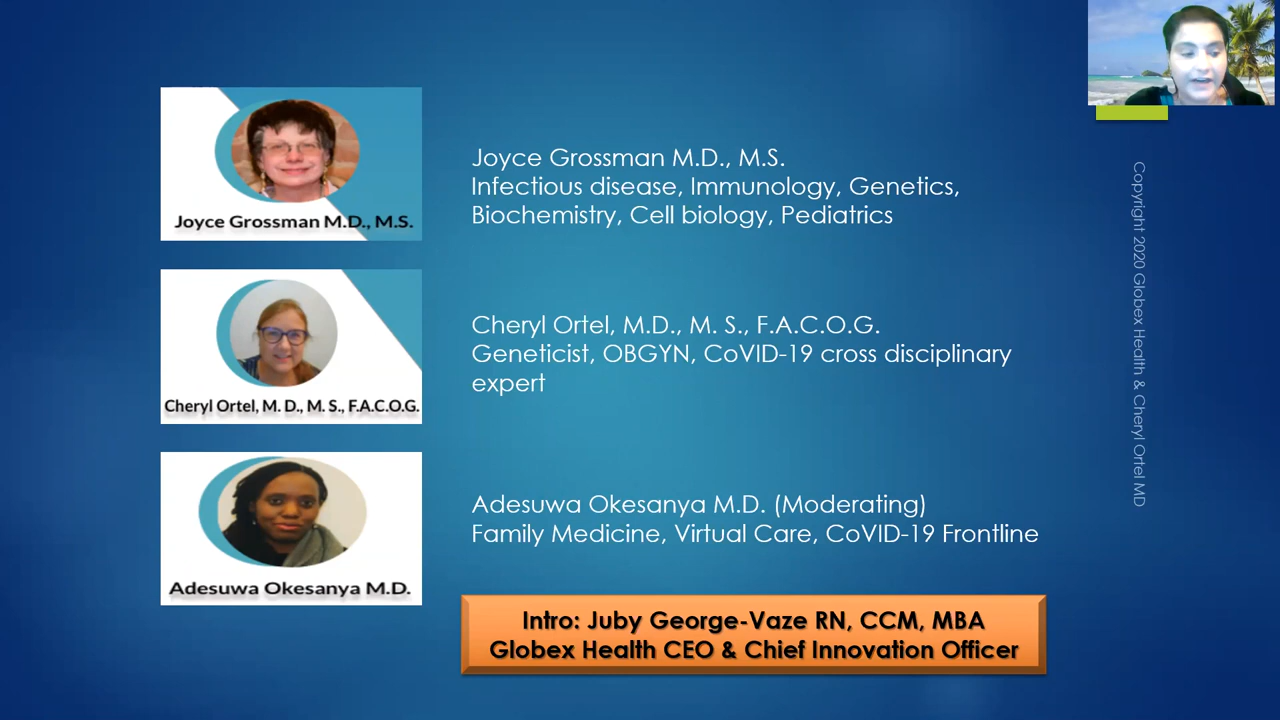 Joyce Grossman M.D., M.S.
Joyce Grossman M.D., M.S.
Infectious disease, Immunology, Genetics,
Biochemistry, Cell biology, Pediatrics
Cheryl Ortel, M. D., M. S., F.A.C.O.G.
Cheryl Ortel, M.D., M. S., F.A.C.O.G.
Geneticist, OBGYN, CoVID-19 cross disciplinary
expert
Adesuwa Okesanya M.D.
Adesuwa Okesanya M.D. (Moderating)
Family Medicine, Virtual Care, CoVID-19 Frontline
Intro: Juby George-Vaze RN, CCM, MBA
Globex Health CEO & Chief Innovation Officer
Copyright 2020 Globex Health & Cheryl Ortel MD